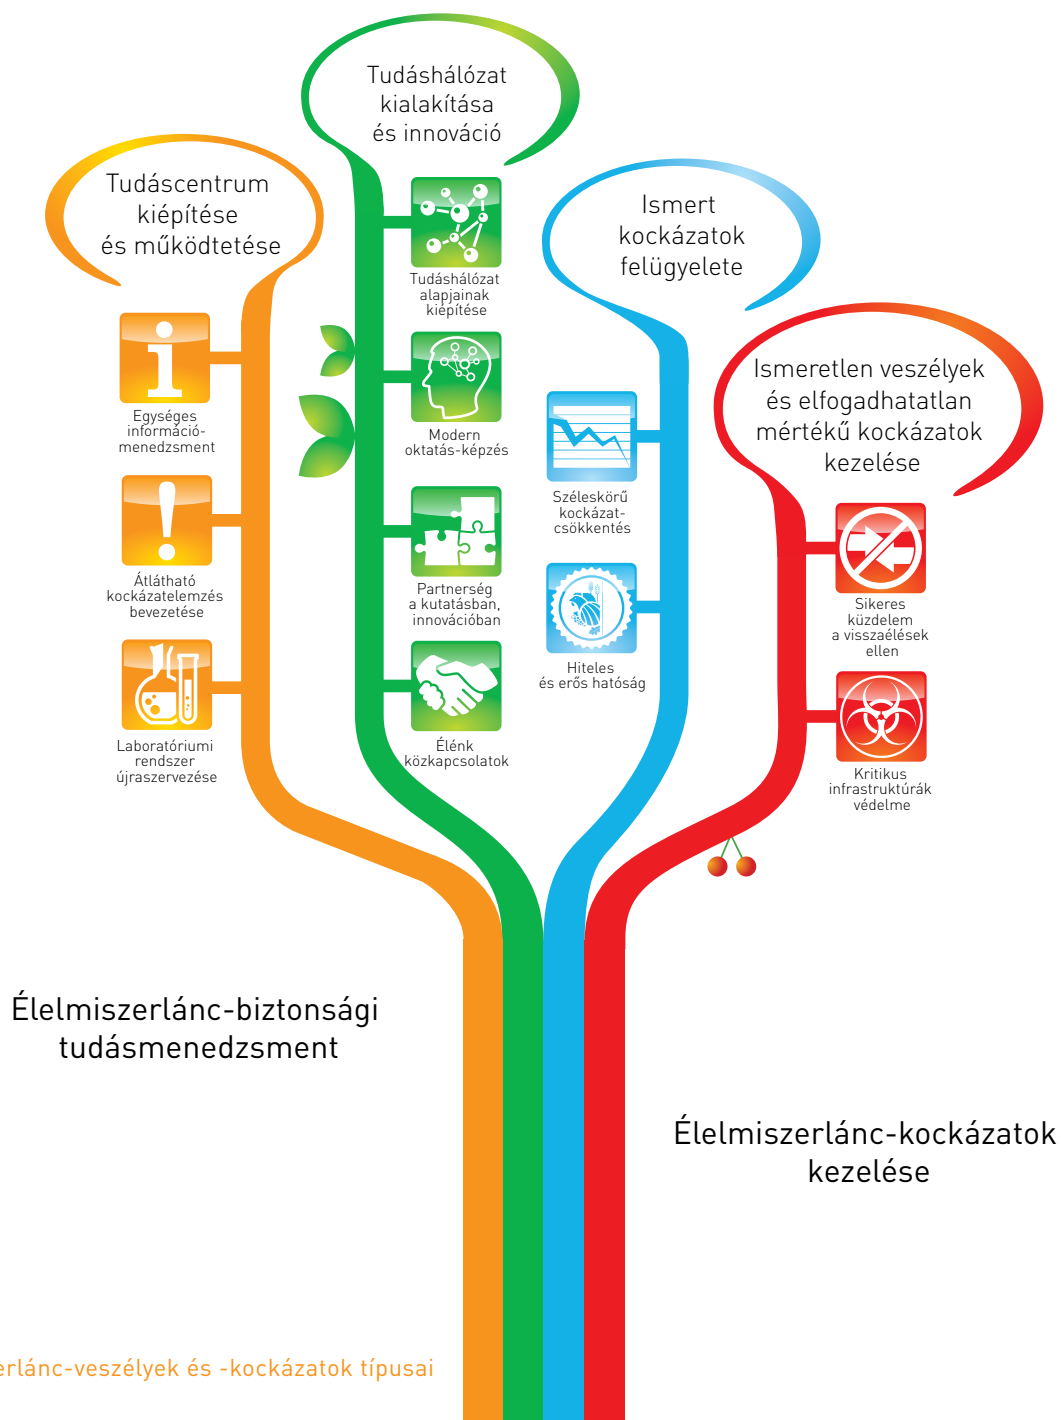 Tudáshálózat
kialakítása
és innováció
Tudáscentrum
kiépítése
és működtetése
Ismert
kockázatok
felügyelete
Ismeretlen veszélyek
és elfogadhatatlan
mértékű kockázatok
kezelése
Egységes
információ-
menedzsment
Átlátható
kockázatelemzés
bevezetése
Laboratóriumi
rendszer
újraszervezése
Tudáshálózat
alapjainak
kiépítése
Modern
oktatás-képzés
Partnerség
a kutatásban,
innovációban
Élénk
közkapcsolatok
Széleskörű
kockázat-
csökkentés
Hiteles
és erős hatóság
Sikeres
küzdelem
a visszaélések
ellen
Kritikus
infrastruktúrák
védelme
Élelmiszerlánc-biztonsági
tudásmenedzsment
Élelmiszerlánc-kockázatok
kezelése
erlánc-veszélyek és -kockázatok típusai